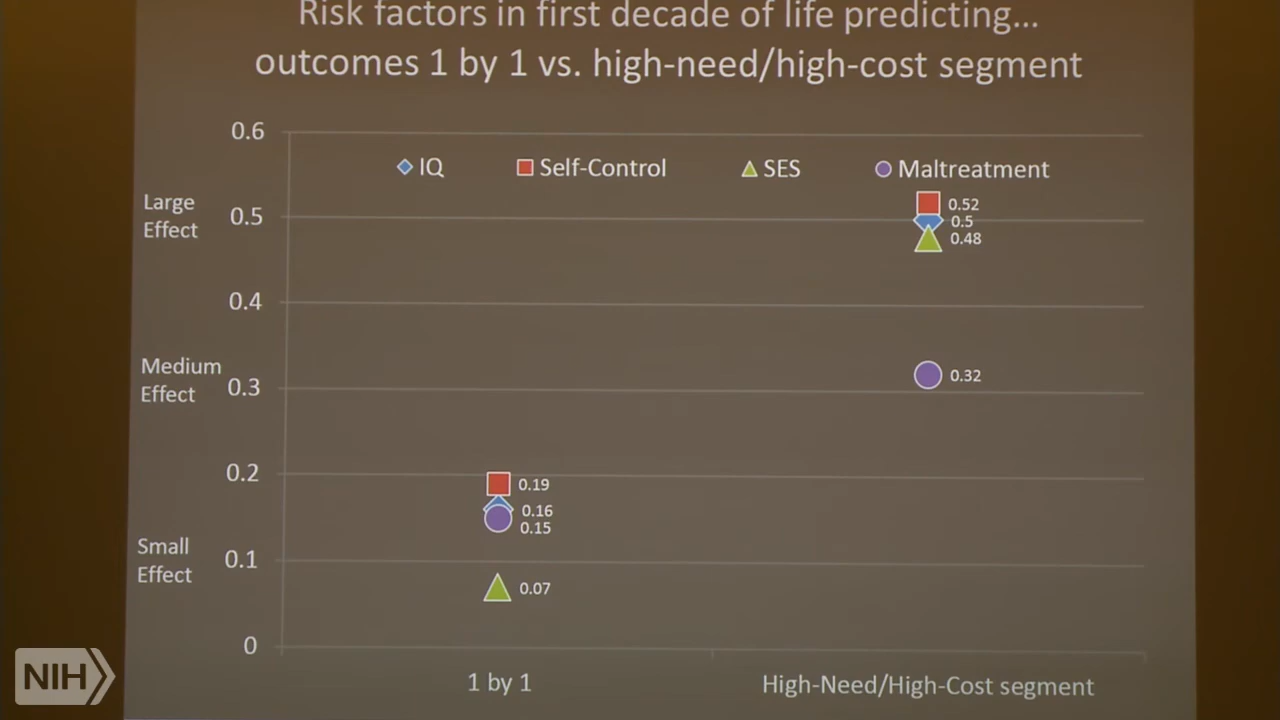 Risk factors in first decade of life predicting...
outcomes 1 by 1 vs. high-need/high-cost segment
0.6
IQ
Self-Control
SES
Maltreatment
Large
Effect
0.5
0.52
0.5
0.48
0.4
Medium
Effect
0.3
0.32
0.2
0.19
0.16
0.15
Small
Effect
0.1
0.07
0
1 by 1
High-Need/High-Cost segment
NIH